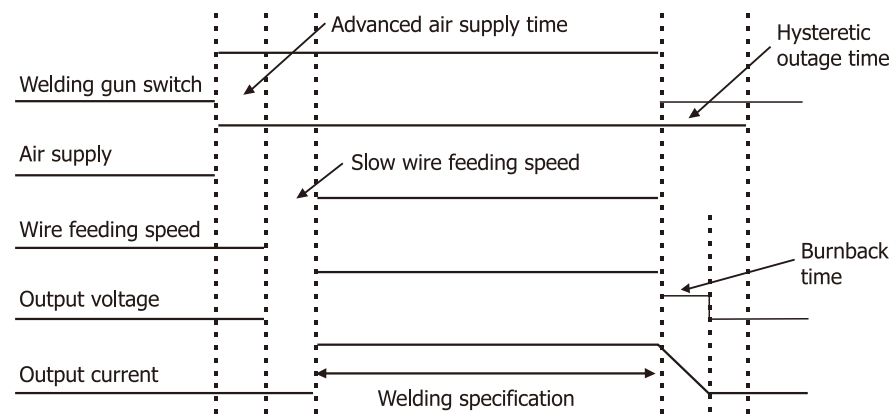 Advanced air supply time
Hysteretic
outage time
Welding gun switch
Air supply
Slow wire feeding speed
Wire feeding speed
Burnback
time
Output voltage
Output current
Welding specification